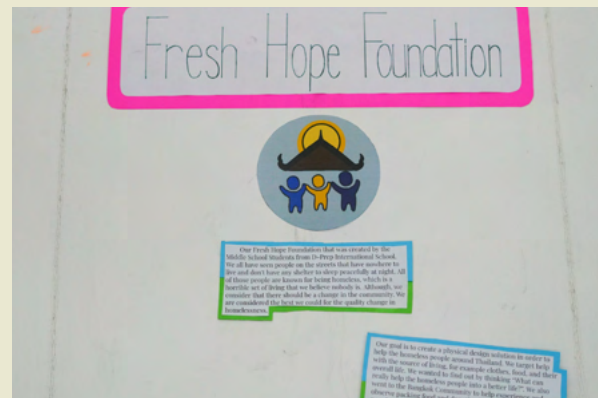 Fresh Hope Foundation
Our Fresh Hope Foundation that was created by the
Middle School Students from D-Prep International School.
We all have seen people on the streets that have nowhere to
live and don't have any shelter to sleep peacefully at night. All
of those people are known for being homeless, which is a
horrible act of living that we believe nobody is. Although, we
consider that there should be a change in the community. We
are considered the best we could for the quality change in
homelessness.
Our goal is to create a physical design solution in order to
help the homeless people around Thailand. We target help
with the source of living, for example clothes, food, and their
overall life. We wanted to find out by thinking "What can
really help the homeless people into a better life?". We also
went to the Bangkok Community to help experience and
observe packing food and